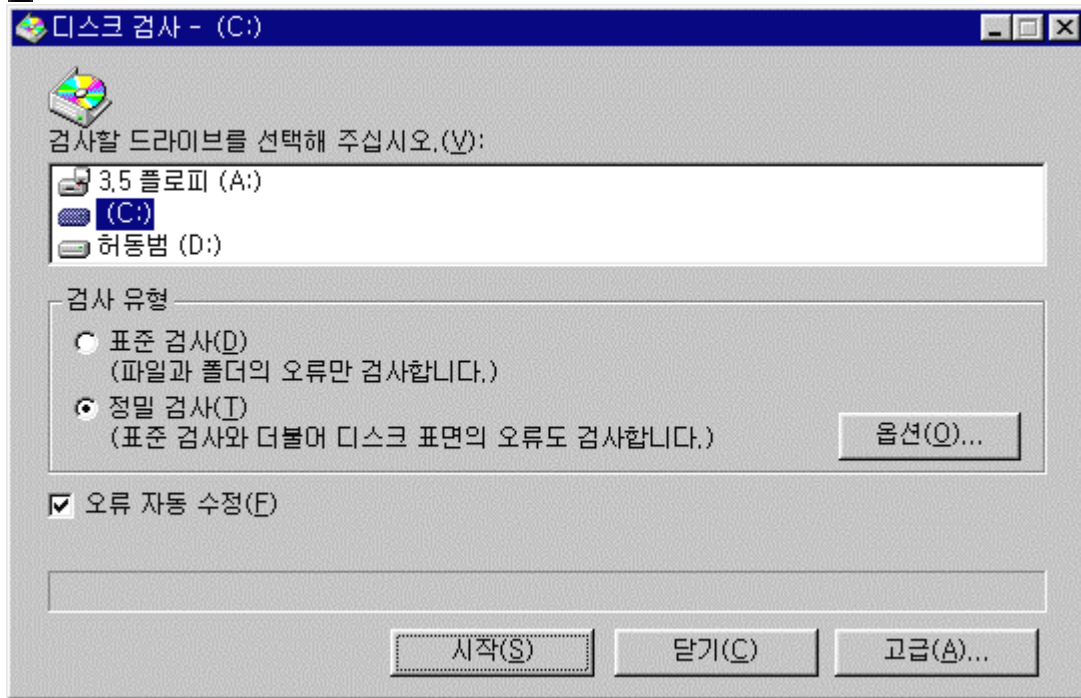 디스크 검사 - (C:)
검사할 드라이브를 선택해 주십시오.(V):
3.5 플로피 (A:)
(C:)
허동범 (D:)
검사 유형
표준 검사(D)
(파일과 폴더의 오류만 검사합니다.)
정밀 검사(T)
(표준 검사와 더불어 디스크 표면의 오류도 검사합니다.)
옵션(O)...
오류 자동 수정(F)
시작(S) 닫기(C) 고급(A)...